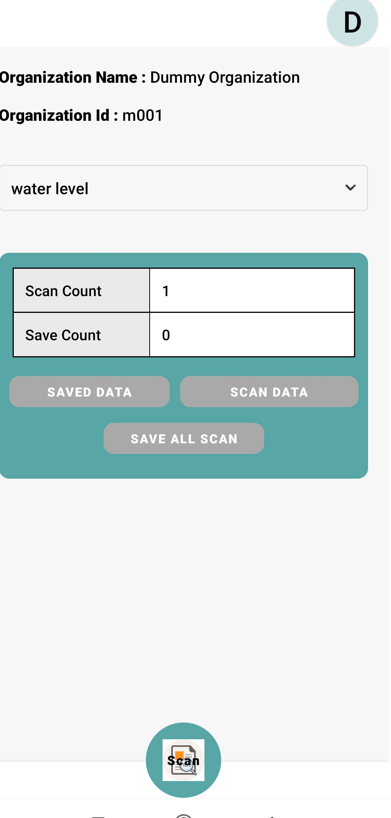 D
Organization Name : Dummy Organization
Organization Id : m001
water level
Scan Count 1
Save Count 0
SAVED DATA SCAN DATA
SAVE ALL SCAN
Scan